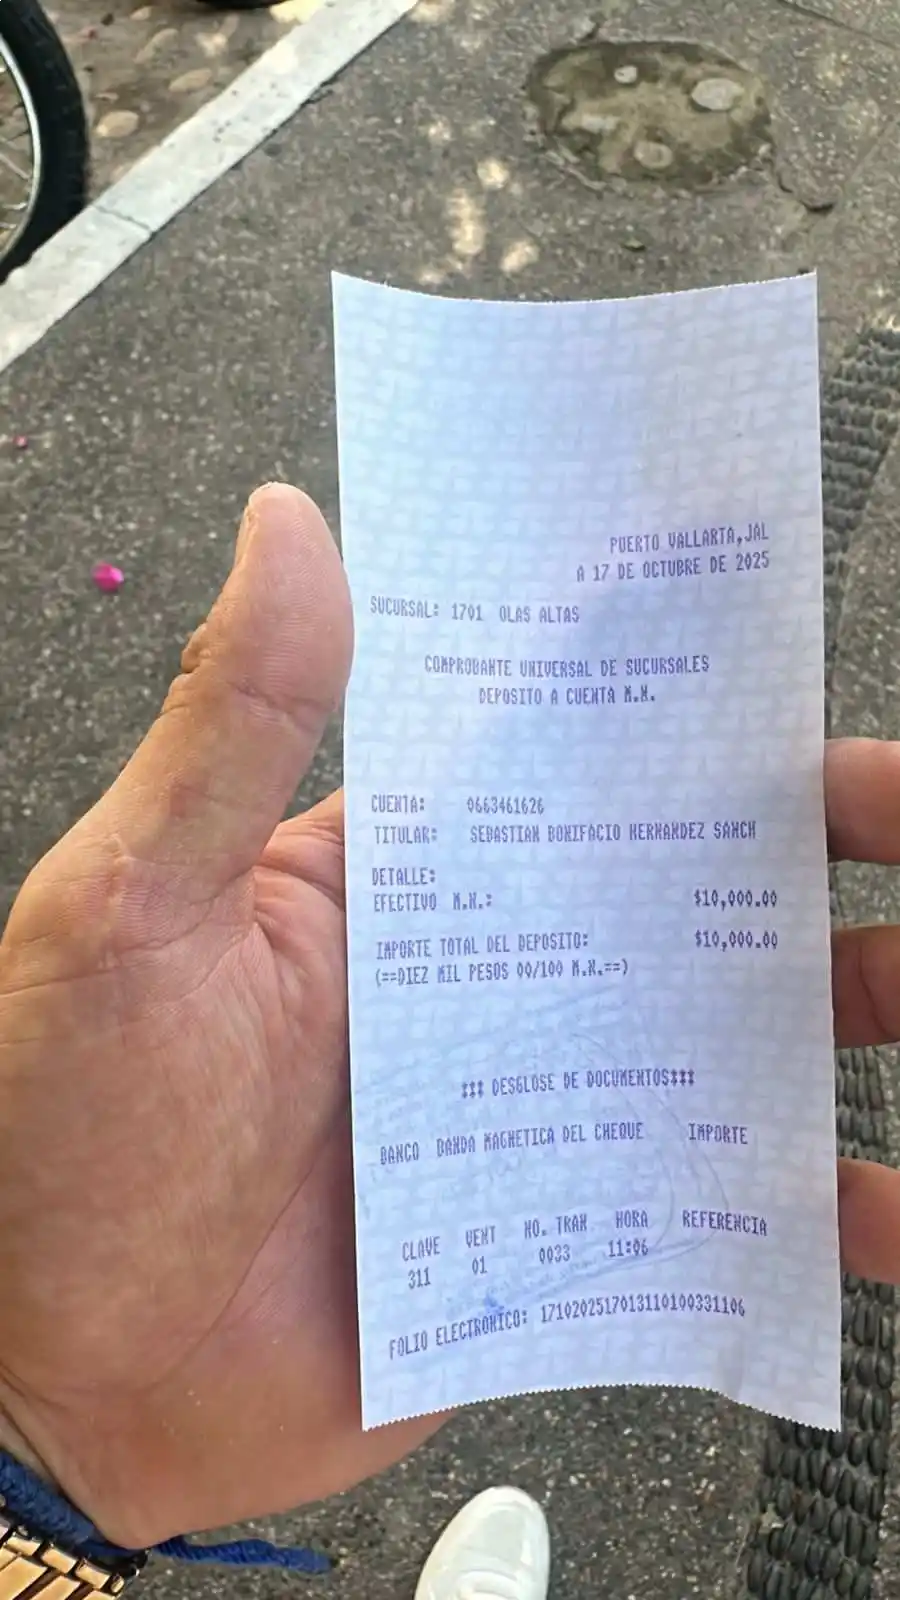 PUERTO VALLARTA,JAL
A 17 DE OCTUBRE DE 2025
SUCURSAL: 1701 OLAS ALTAS
COMPROBANTE UNIVERSAL DE SUCURSALES
DEPOSITO A CUENTA M.N.
CUENTA: 0663461626
TITULAR: SEBASTIAN BONIFACIO HERNANDEZ SANCH
DETALLE:
EFECTIVO M.N.: $10,000.00
IMPORTE TOTAL DEL DEPOSITO: $10,000.00
(==DIEZ MIL PESOS 00/100 M.N.==)
*** DESGLOSE DE DOCUMENTOS***
BANCO BANDA MAGNETICA DEL CHEQUE IMPORTE
CLAVE VENT NO. TRAN HORA REFERENCIA
311 01 0033 11:06
FOLIO ELECTRONICO: 1710202517013110100331106